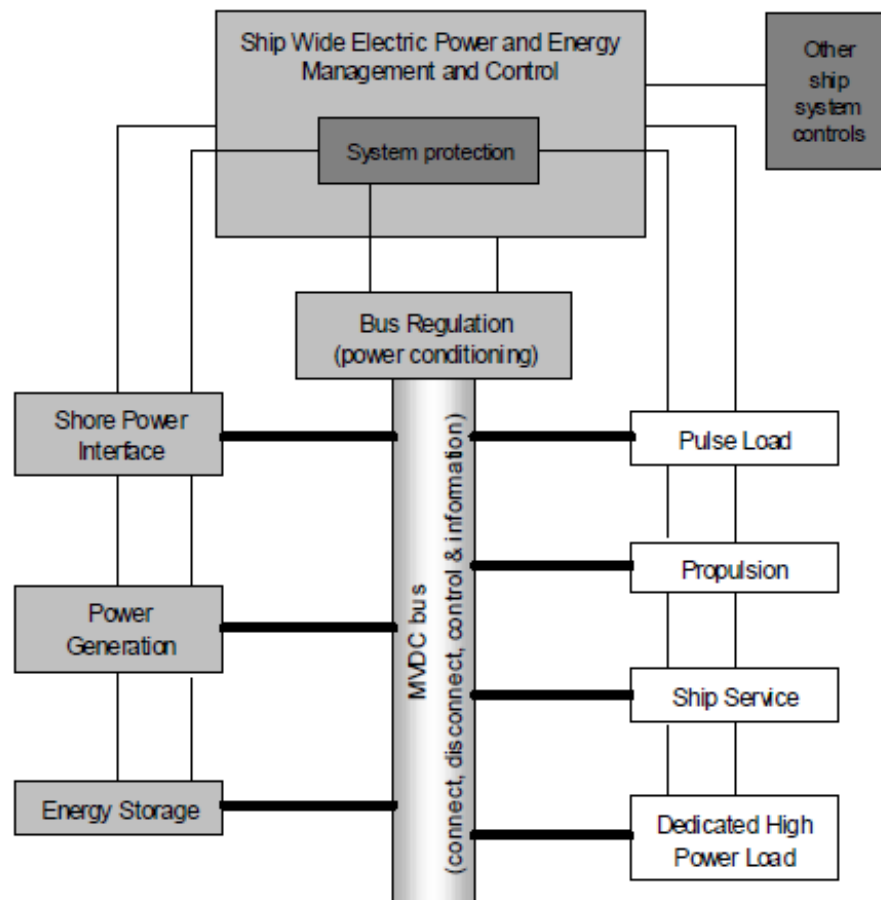 Ship Wide Electric Power and Energy
Management and Control
Other
ship
system
controls
System protection
Bus Regulation
(power conditioning)
Shore Power
Interface
Pulse Load
Propulsion
Power
Generation
Ship Service
Energy Storage
Dedicated High
Power Load
MVDC bus
(connect, disconnect, control & information)